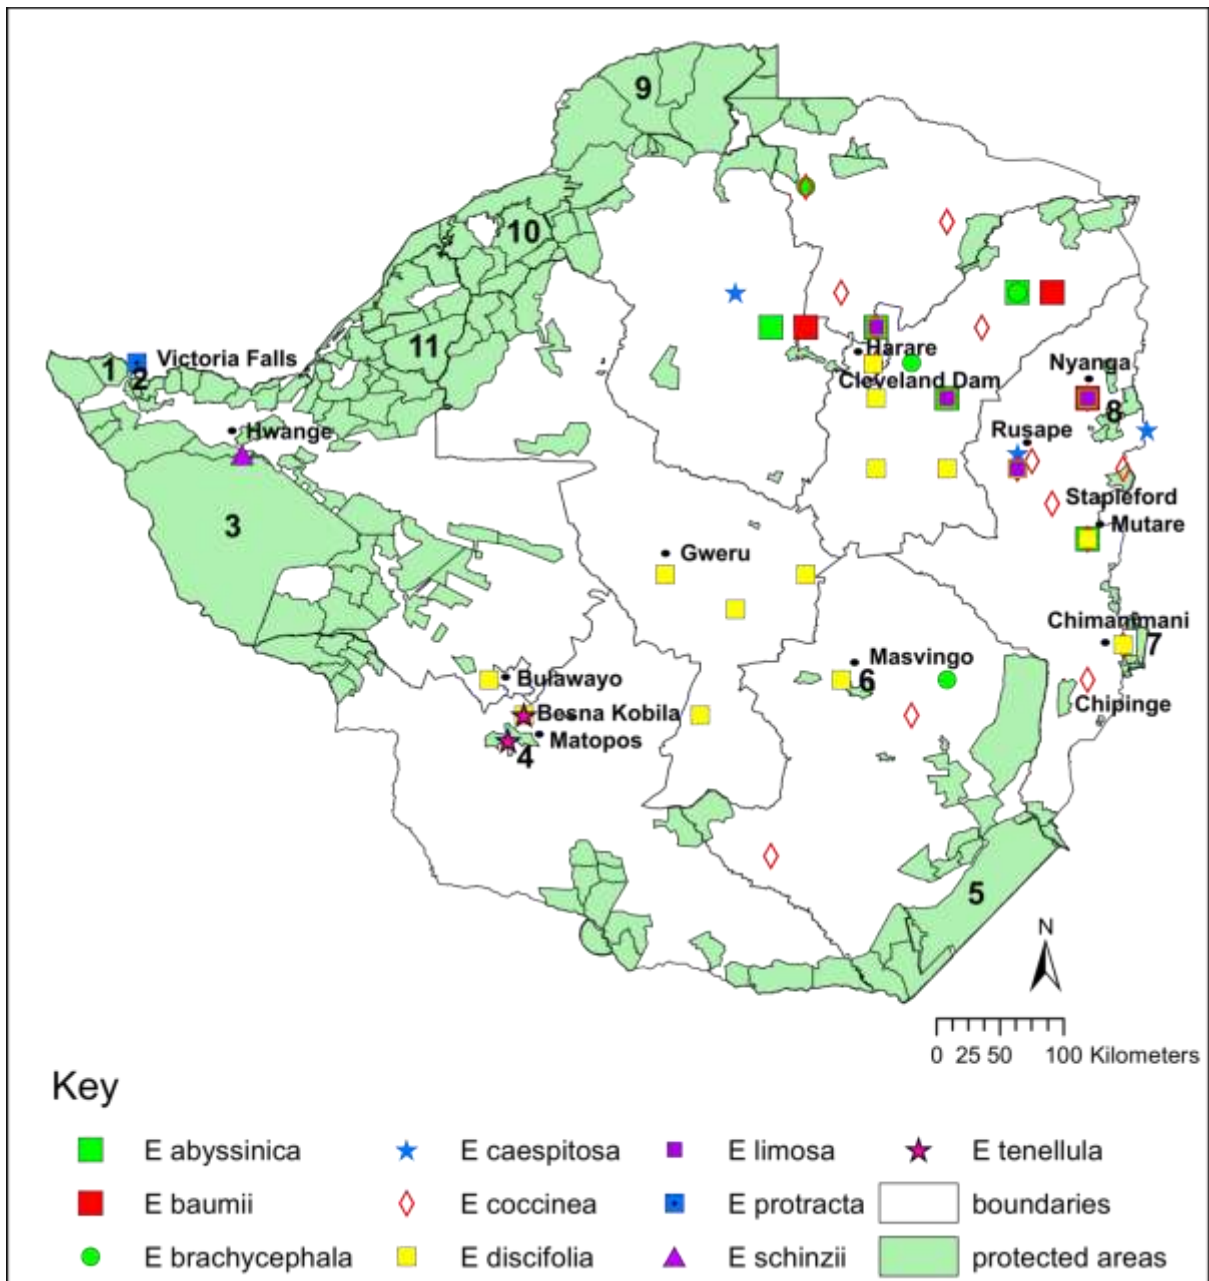 9
10
11
1
2
Victoria Falls
Harare
Cleveland Dam
Nyanga
8
Hwange
Rusape
3
Stapleford
Mutare
Gweru
Chimanimani
7
Masvingo
6
Bulawayo
Chipinge
Besna Kobila
Matopos
4
5
N
0 25 50 100 Kilometers
Key
E abyssinica E caespitosa E limosa E tenellula
E baumii E coccinea E protracta boundaries
E brachycephala E discifolia E schinzii protected areas